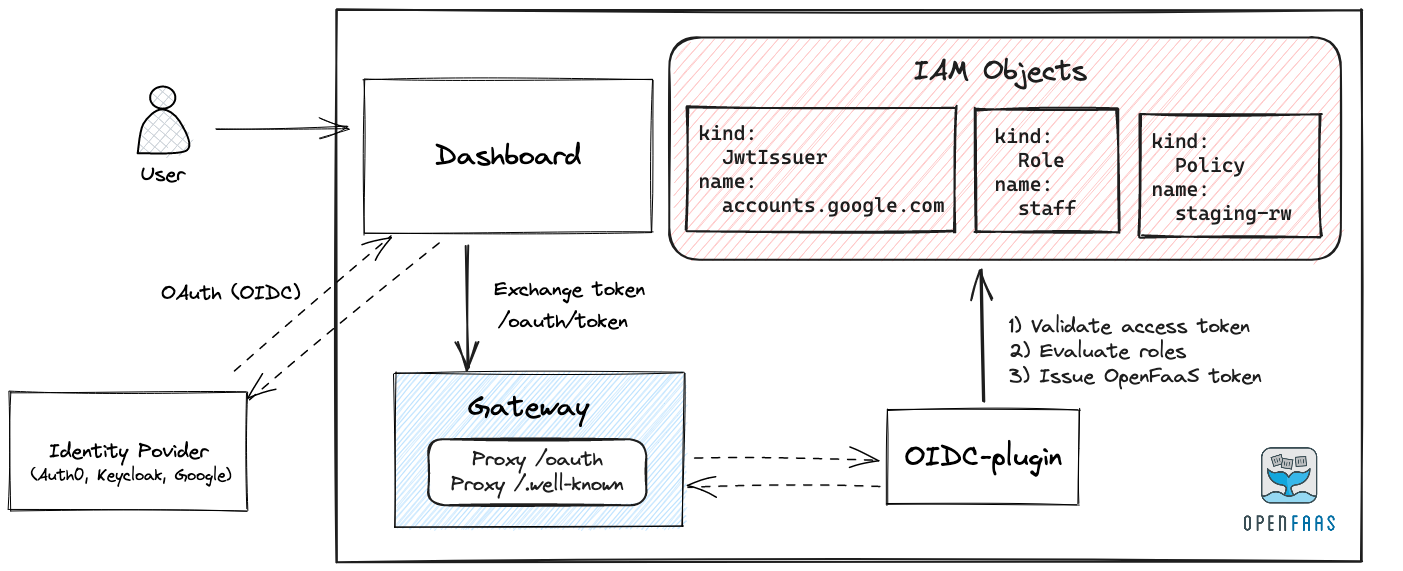 User
Dashboard
IAM Objects
kind:
JwtIssuer
name:
accounts.google.com
kind:
Role
name:
staff
kind:
Policy
name:
staging-rw
OAuth (OIDC)
Exchange token
/oauth/token
1) Validate access token
2) Evaluate roles
3) Issue OpenFaaS token
Identity Povider
(Auth0, Keycloak, Google)
Gateway
Proxy /oauth
Proxy /.well-known
OIDC-plugin
OPENFAAS